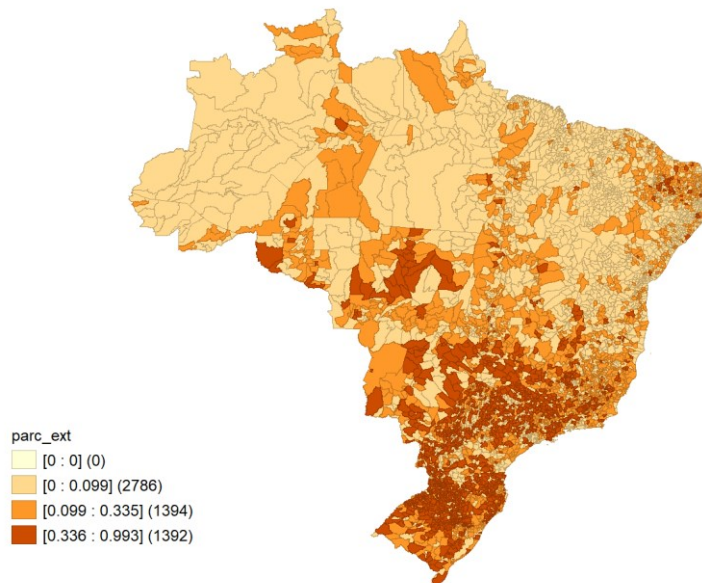 parc_ext
[0 : 0] (0)
[0 : 0.099] (2786)
[0.099 : 0.335] (1394)
[0.336 : 0.993] (1392)